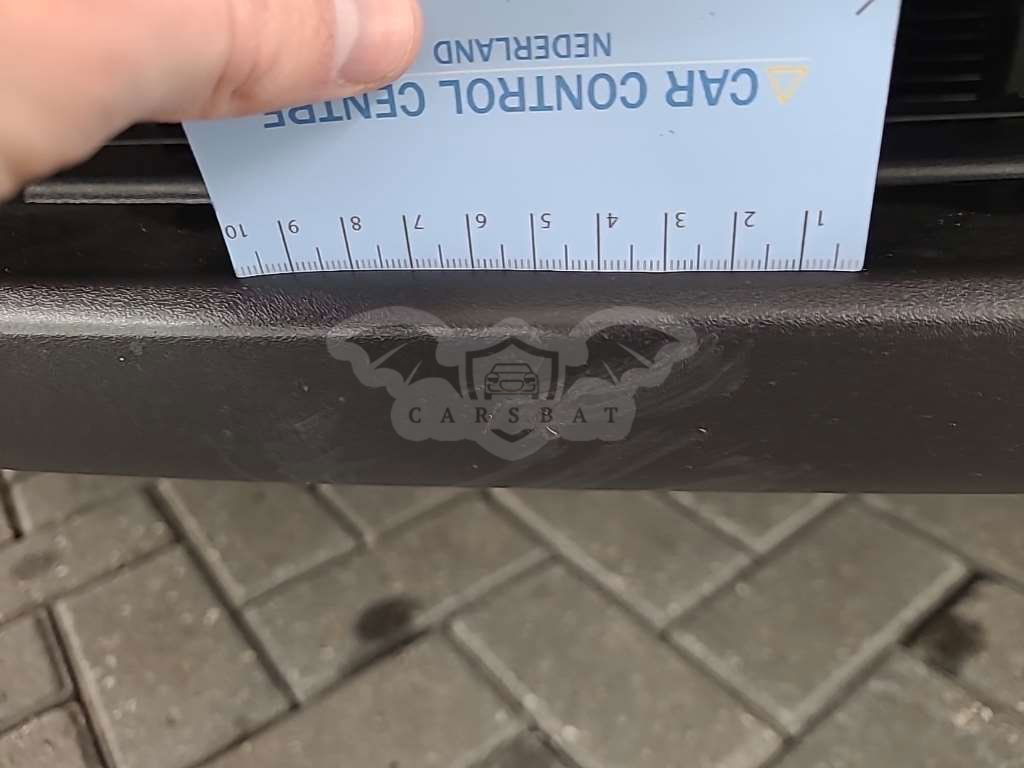 CAR CONTROL CENTRE
NEDERLAND
1 2 3 4 5 6 7 8 9 10
CARSBAT